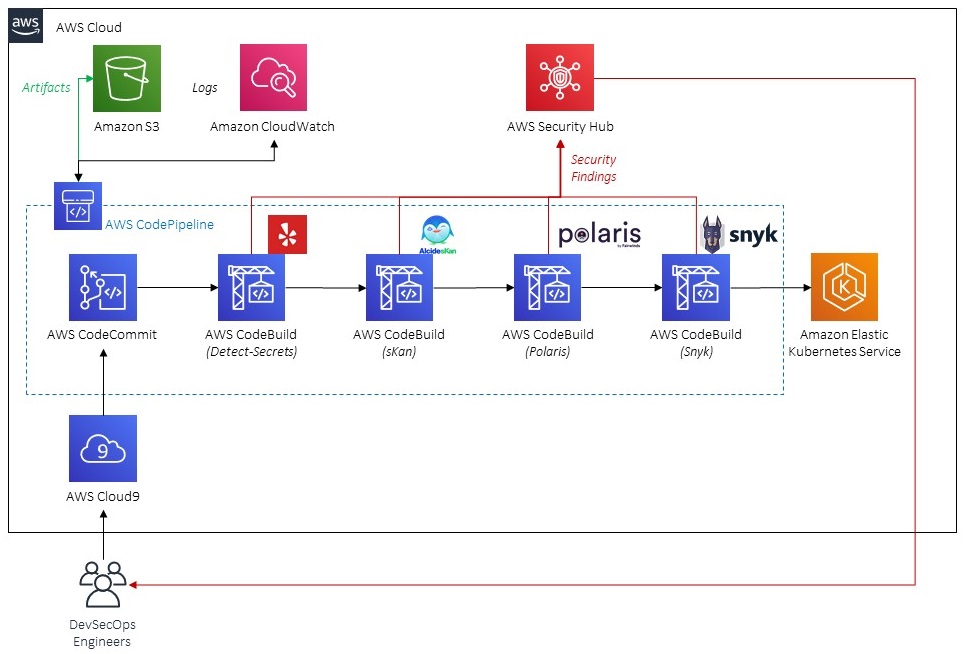 aws
AWS Cloud
Artifacts
Logs
Amazon S3
Amazon CloudWatch
AWS Security Hub
Security
Findings
AWS CodePipeline
AlcidesKan
polaris
by Fairwinds
snyk
AWS CodeCommit
AWS CodeBuild
(Detect-Secrets)
AWS CodeBuild
(sKan)
AWS CodeBuild
(Polaris)
AWS CodeBuild
(Snyk)
K
Amazon Elastic
Kubernetes Service
9
AWS Cloud9
DevSecOps
Engineers